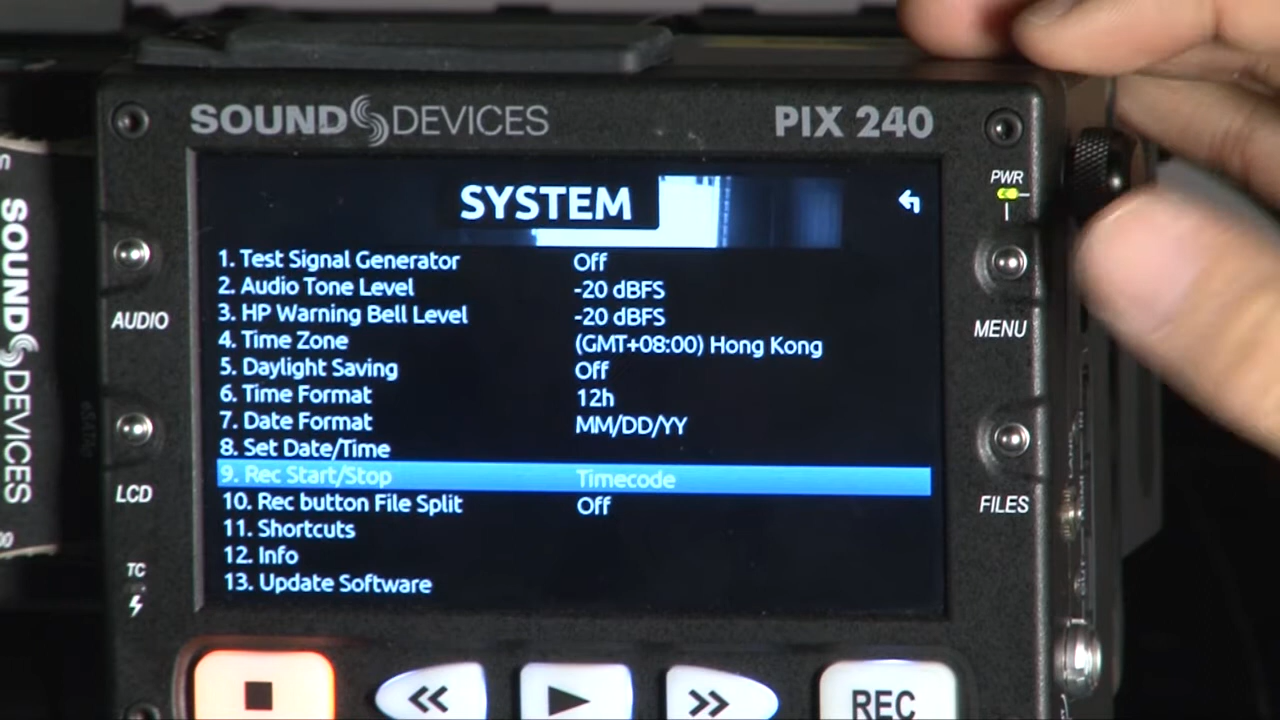 SOUND DEVICES
PIX 240
SYSTEM
PWR
1. Test Signal Generator Off
2. Audio Tone Level -20 dBFS
3. HP Warning Bell Level -20 dBFS
4. Time Zone (GMT+08:00) Hong Kong
5. Daylight Saving Off
6. Time Format 12h
7. Date Format MM/DD/YY
8. Set Date/Time
9. Rec Start/Stop Timecode
10. Rec button File Split Off
11. Shortcuts
12. Info
13. Update Software
AUDIO
MENU
LCD
FILES
TC
REC
SOUND DEVICES